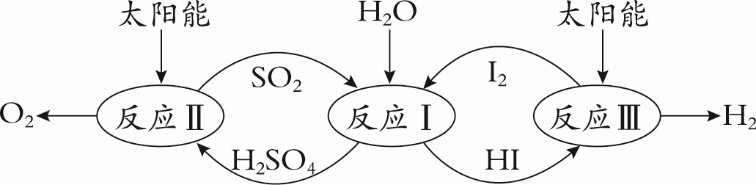 太阳能 H₂O 太阳能
SO₂ I₂
O₂ 反应Ⅱ 反应Ⅰ 反应Ⅲ H₂
H₂SO₄ HI